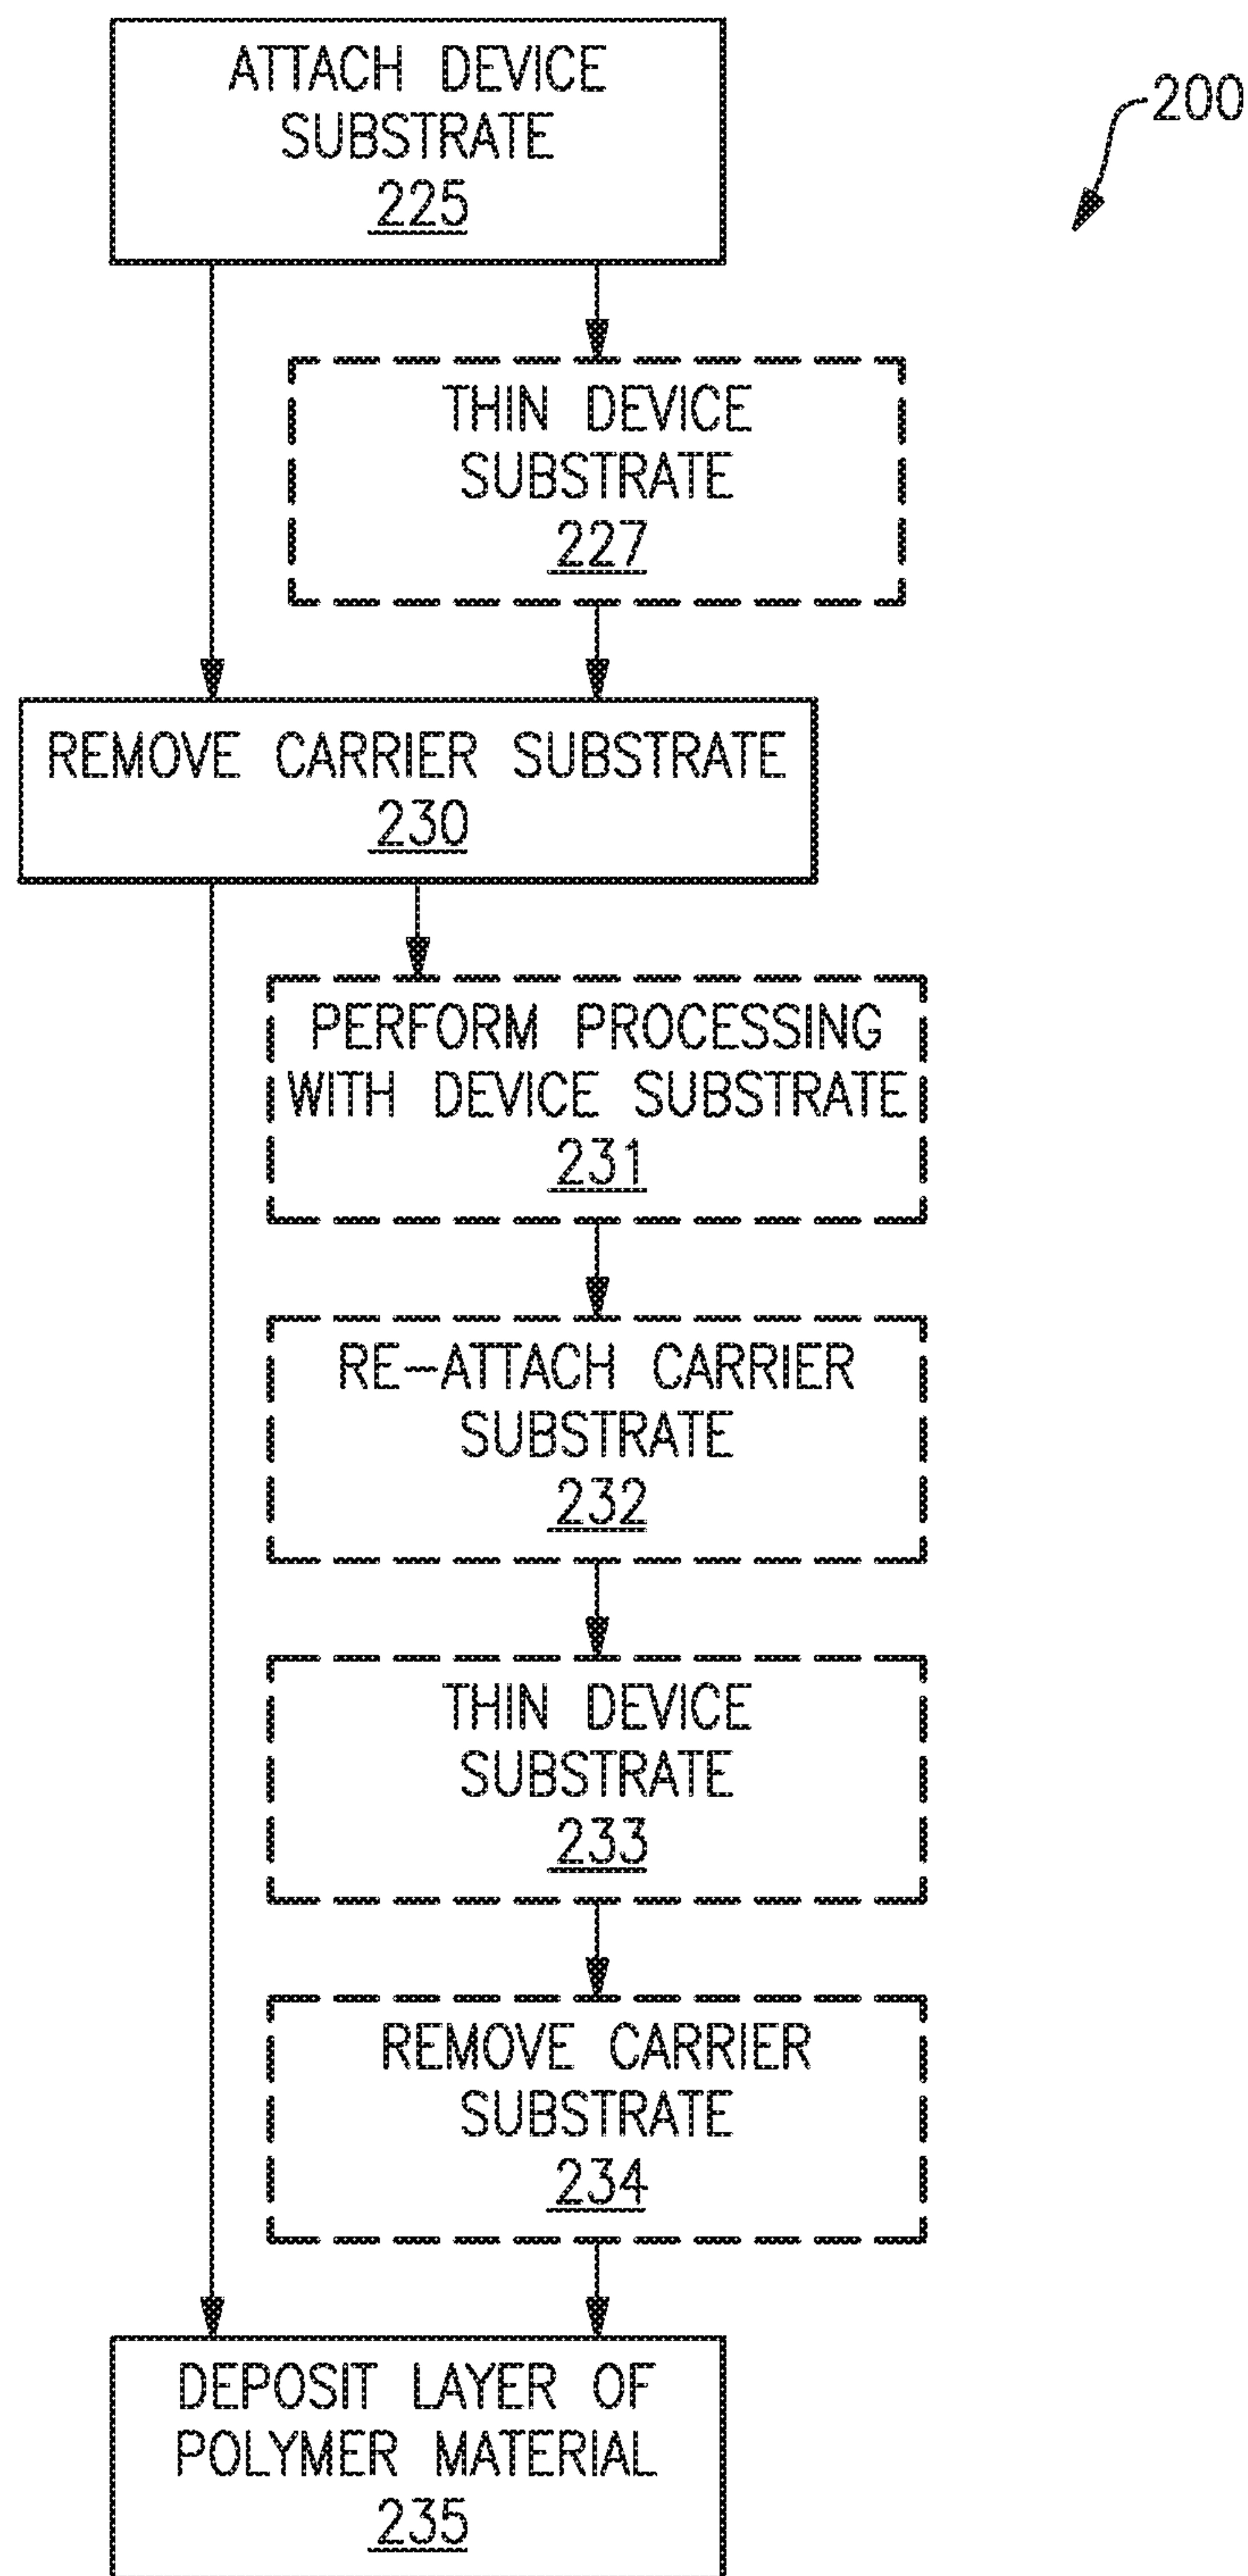 ATTACH DEVICE
SUBSTRATE
225
200
THIN DEVICE
SUBSTRATE
227
REMOVE CARRIER SUBSTRATE
230
PERFORM PROCESSING
WITH DEVICE SUBSTRATE
231
RE-ATTACH CARRIER
SUBSTRATE
232
THIN DEVICE
SUBSTRATE
233
REMOVE CARRIER
SUBSTRATE
234
DEPOSIT LAYER OF
POLYMER MATERIAL
235